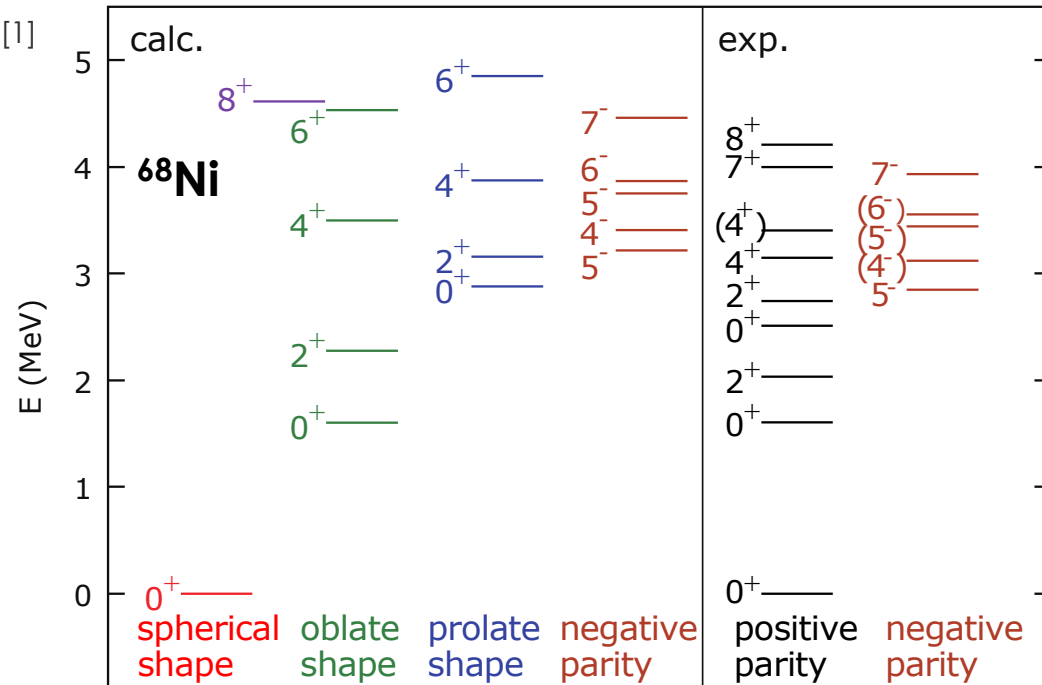 [1]
calc.
exp.
E (MeV)
5
4
3
2
1
0
⁶⁸Ni
0⁺
spherical
shape
8⁺
6⁺
4⁺
2⁺
0⁺
oblate
shape
6⁺
4⁺
2⁺
0⁺
prolate
shape
7⁻
6⁻
5⁻
4⁻
5⁻
negative
parity
8⁺
7⁺
(4⁺)
4⁺
2⁺
0⁺
2⁺
0⁺
0⁺
positive
parity
7⁻
(6⁻)
(5⁻)
(4⁻)
5⁻
negative
parity